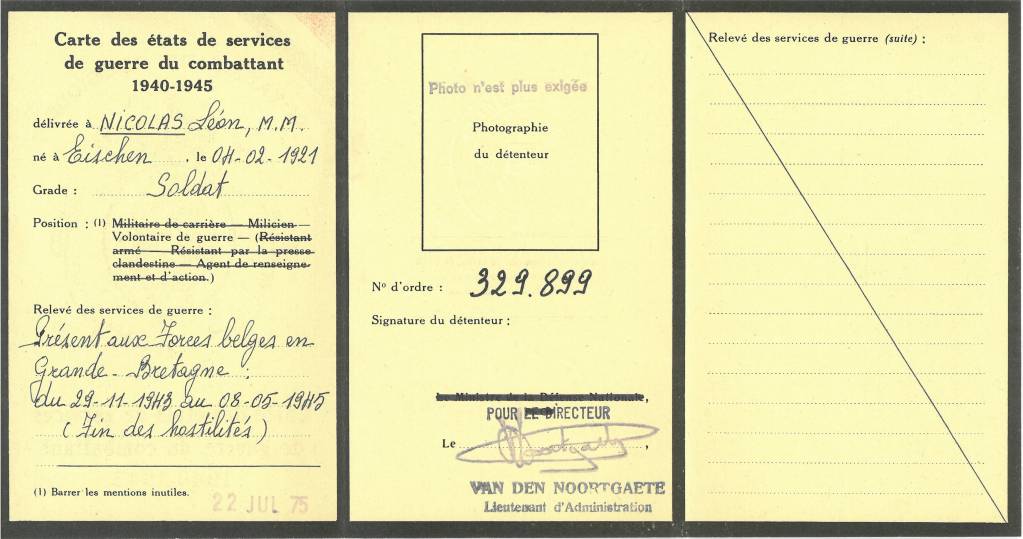 Carte des états de services
de guerre du combattant
1940-1945
délivrée à NICOLAS Léon, M.M.
né à Eischen . le 04-02-1921
Grade : Soldat
Position : (1) Militaire de carrière — Milicien —
Volontaire de guerre — (Résistant
armé — Résistant par la presse
clandestine — Agent de renseigne
ment et d'action.)
Relevé des services de guerre :
Présent aux Forces belges en
Grande-Bretagne :
du 29-11-1943 au 08-05-1945
(Fin des hostilités)
(1) Barrer les mentions inutiles.
22 JUL 75
Photo n'est plus exigée
Photographie
du détenteur
No d'ordre : 329.899
Signature du détenteur :
Le Ministre de la Défense Nationale,
POUR LE DIRECTEUR
Le ,
VAN DEN NOORTGAETE
Lieutenant d'Administration
Relevé des services de guerre (suite) :